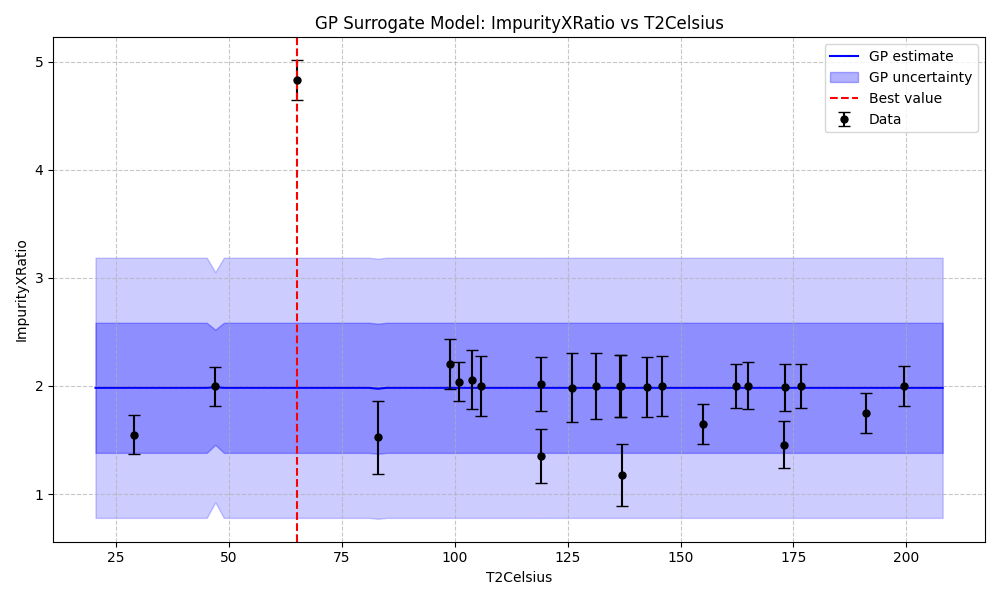 GP Surrogate Model: ImpurityXRatio vs T2Celsius
GP estimate
GP uncertainty
Best value
Data
ImpurityXRatio
5
4
3
2
1
25
50
75
100
125
150
175
200
T2Celsius